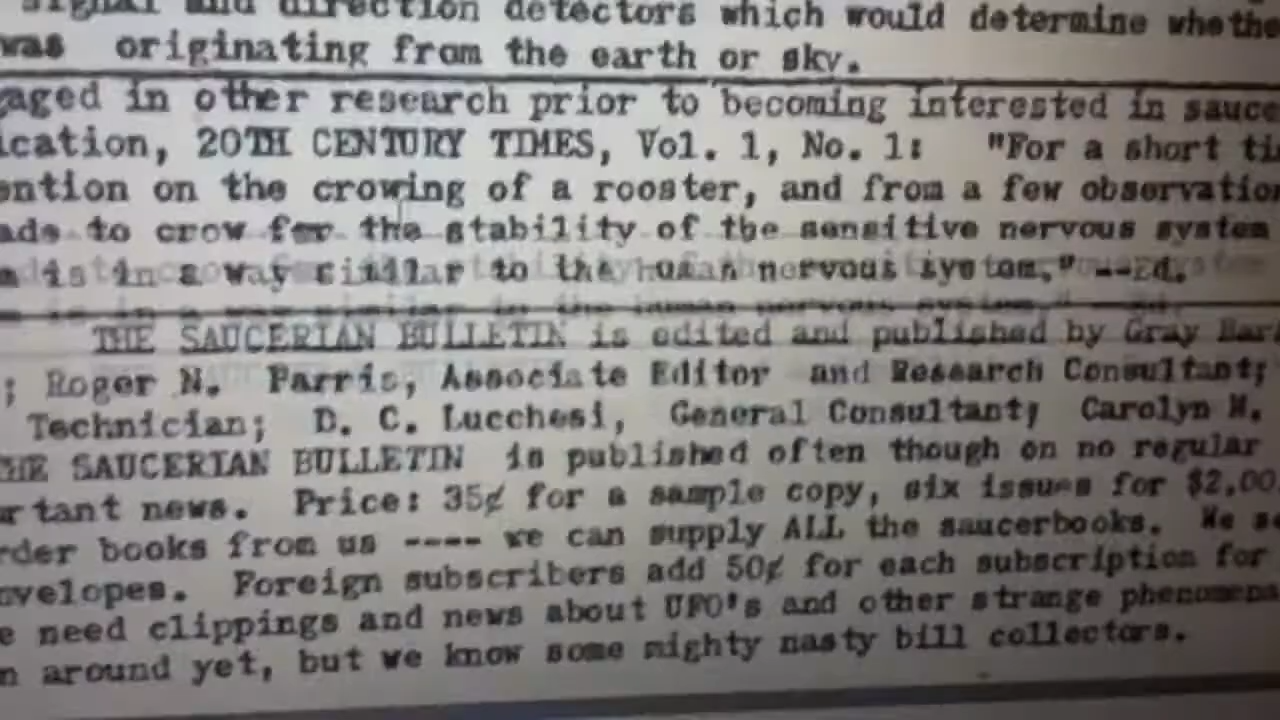 signal and direction detectors which would determine whethe
was originating from the earth or sky.
gaged in other research prior to becoming interested in sauce
ication, 20TH CENTURY TIMES, Vol. 1, No. 1: "For a short ti
ention on the crowing of a rooster, and from a few observation
ads to crow for the stability of the sensitive nervous system
is in a way similar to the human nervous system." --Ed.
THE SAUCERIAN BULLETIN is edited and published by Gray Bar
; Roger N. Parris, Associate Editor and Research Consultant;
Technician; D. C. Lucchesi, General Consultant; Carolyn M.
HE SAUCERIAN BULLETIN is published often though on no regular
rtant news. Price: 35¢ for a sample copy, six issues for $2.00.
rder books from us ---- we can supply ALL the saucerbooks. We se
nvelopes. Foreign subscribers add 50¢ for each subscription for
e need clippings and news about UFO's and other strange phenomena
n around yet, but we know some mighty nasty bill collectors.